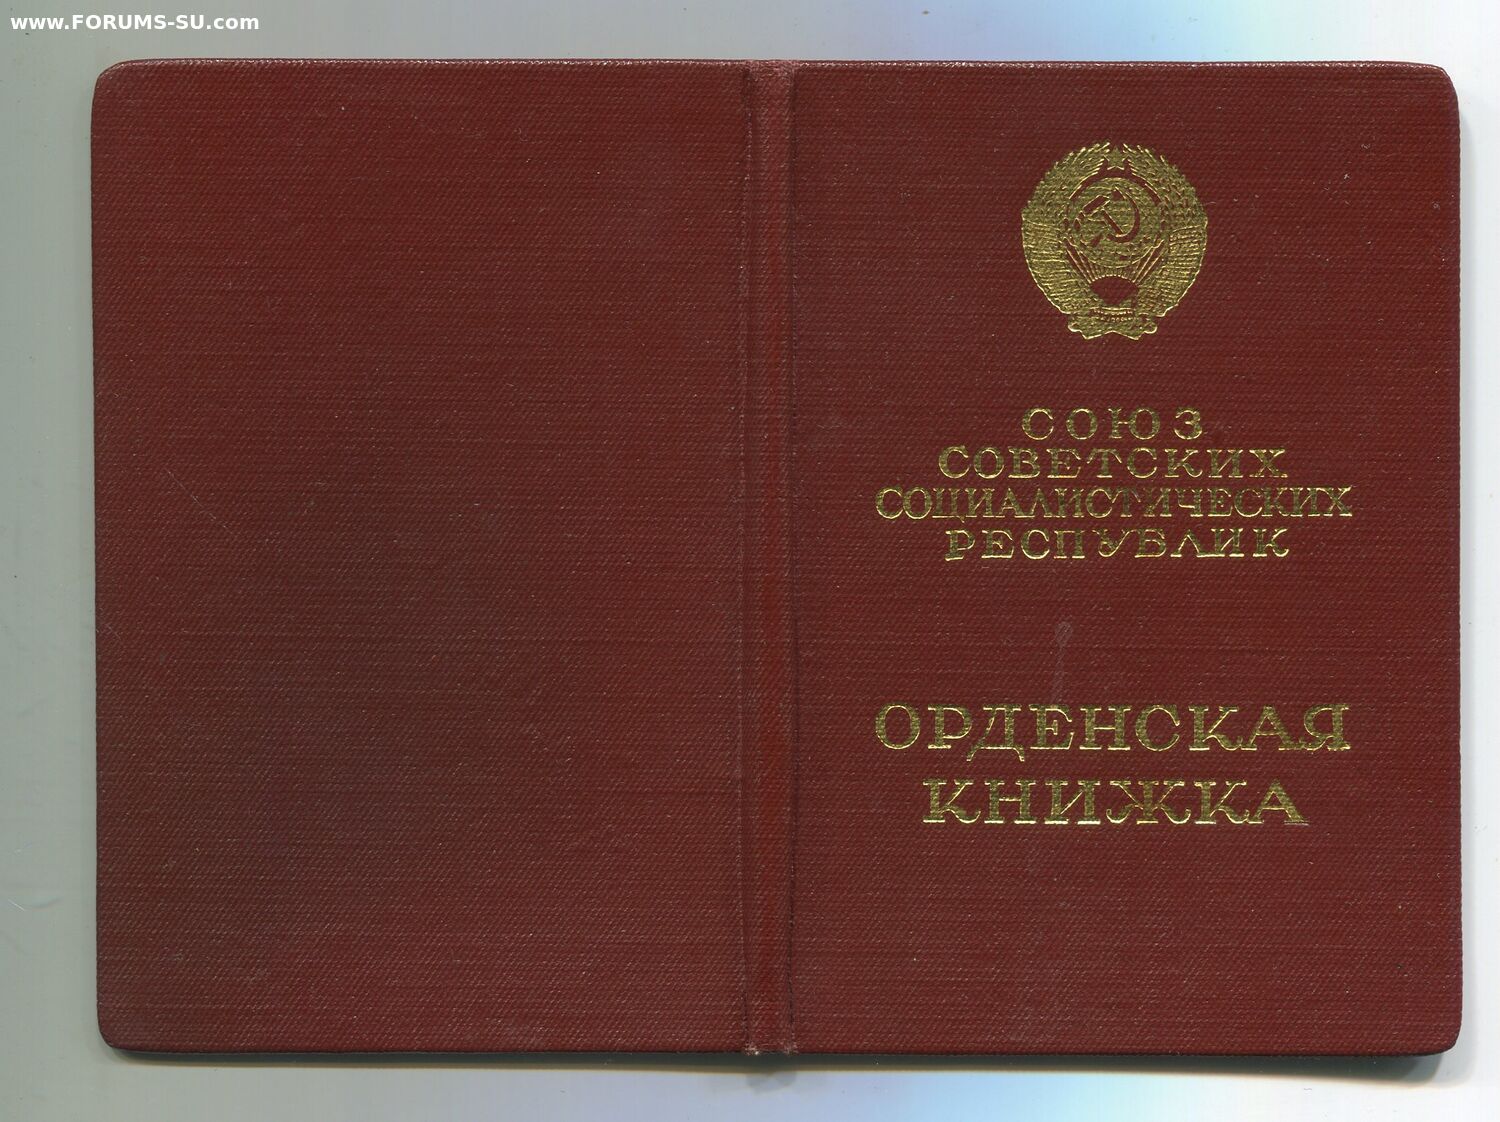 www.FORUMS-SU.com
СОЮЗ
СОВЕТСКИХ
СОЦИАЛИСТИЧЕСКИХ
РЕСПУБЛИК
ОРДЕНСКАЯ
КНИЖКА